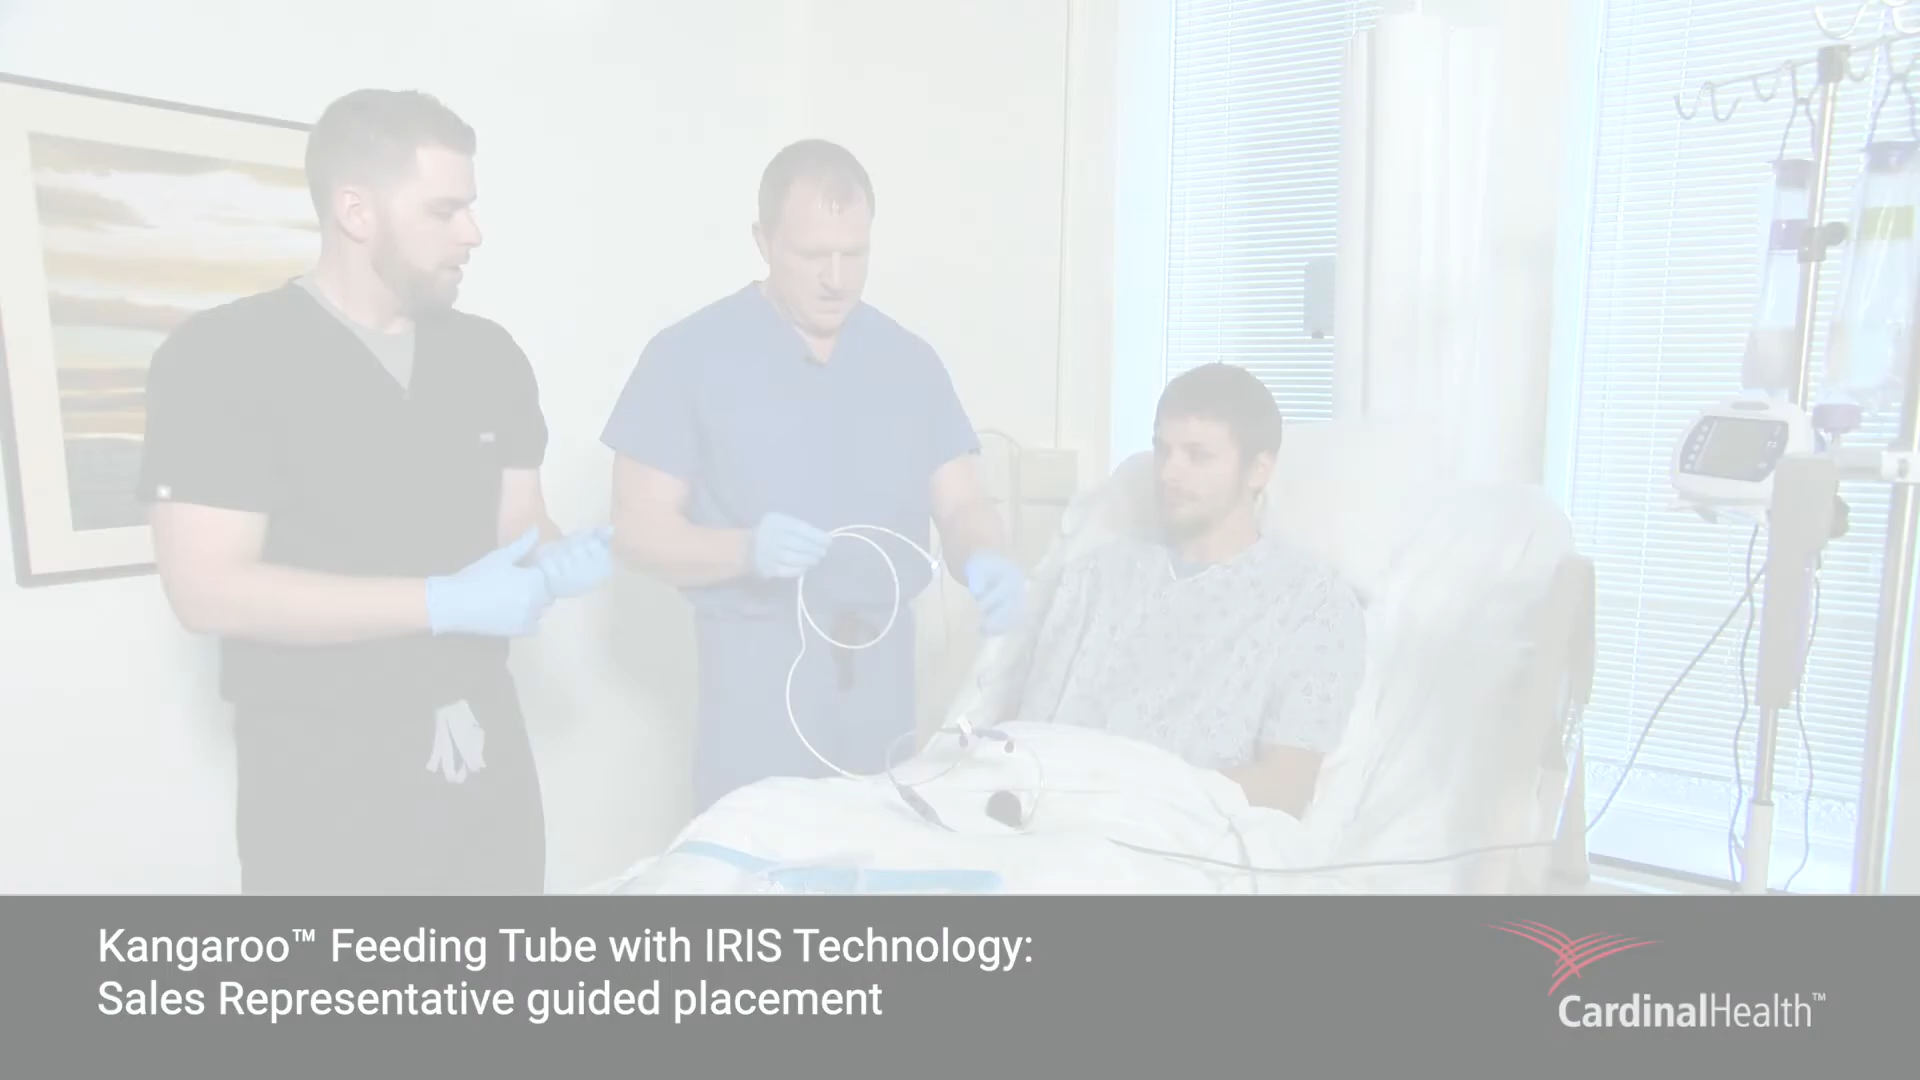 Kangaroo™ Feeding Tube with IRIS Technology:
Sales Representative guided placement
CardinalHealth™